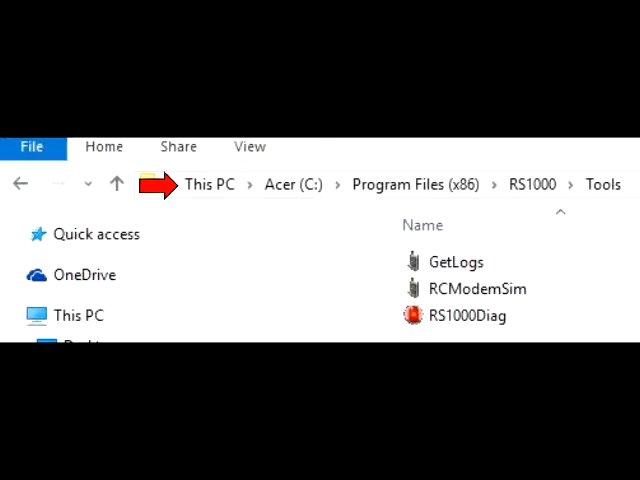 File Home Share View
This PC > Acer (C:) > Program Files (x86) > RS1000 > Tools
Name
Quick access
GetLogs
OneDrive
RCModemSim
This PC
RS1000Diag